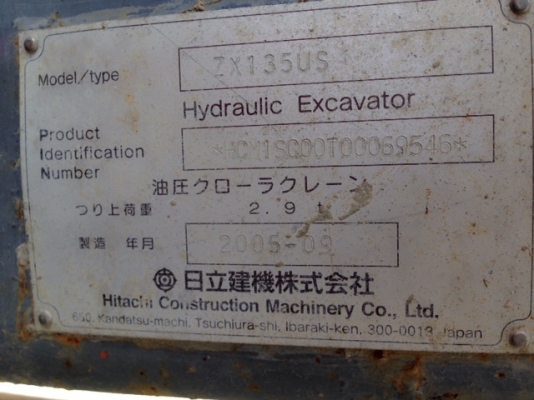 Model/type ZX135US
Hydraulic Excavator
Product
Identification
Number
油圧クローラクレーン
つり上荷重 2.9 t
製造 年月 2005-09
日立建機株式会社
Hitachi Construction Machinery Co., Ltd.
650, Kandatsu-machi, Tsuchiura-shi, Ibaraki-ken, 300-0013 Japan